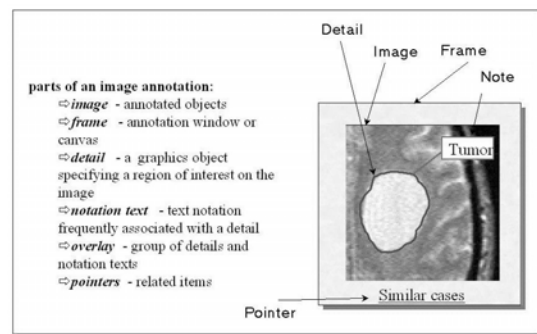 parts of an image annotation:
⇨image - annotated objects
⇨frame - annotation window or
canvas
⇨detail - a graphics object
specifying a region of interest on the
image
⇨notation text - text notation
frequently associated with a detail
⇨overlay - group of details and
notation texts
⇨pointers - related items
Detail
Image
Frame
Note
Tumor
Similar cases
Pointer